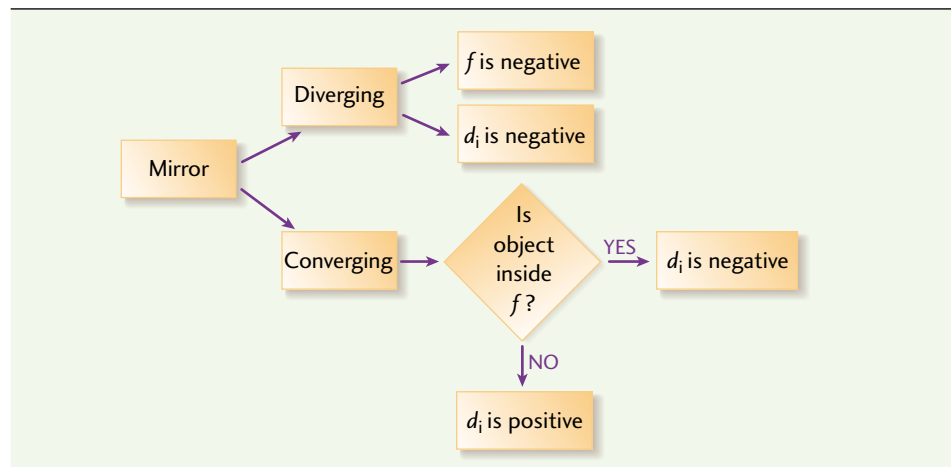 f is negative
Diverging
dᵢ is negative
Mirror
Is
object
inside
f ?
Converging
YES
dᵢ is negative
NO
dᵢ is positive